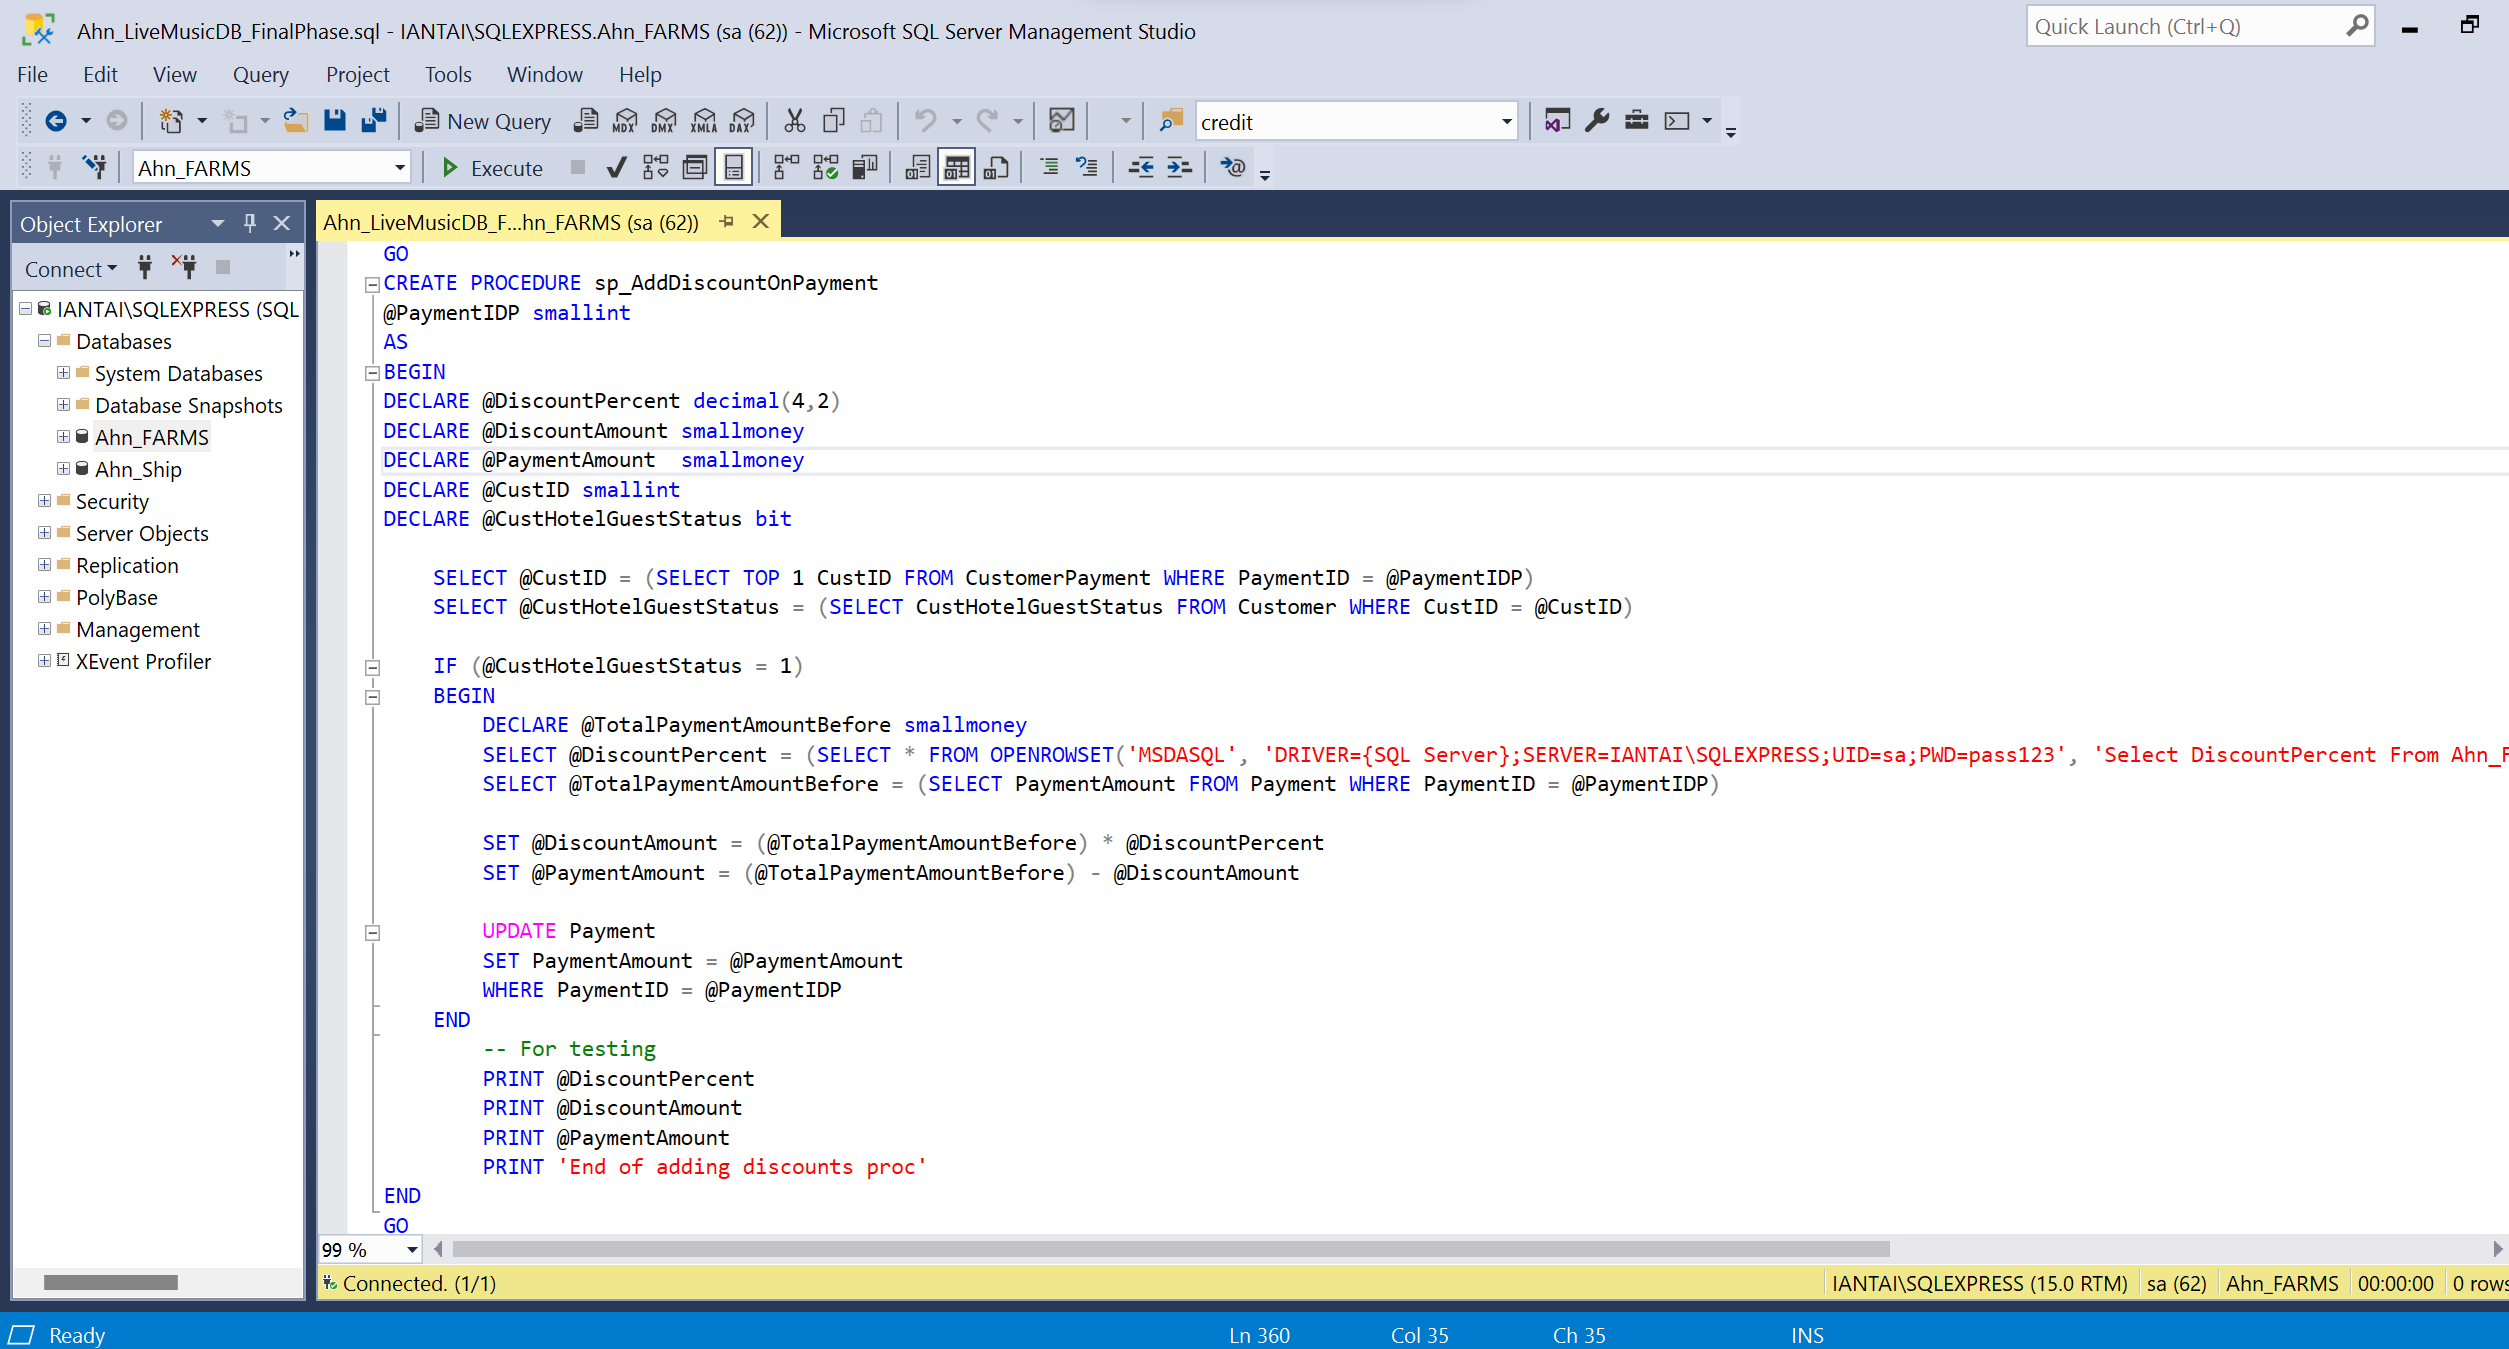 Ahn_LiveMusicDB_FinalPhase.sql - IANTAI\SQLEXPRESS.Ahn_FARMS (sa (62)) - Microsoft SQL Server Management Studio
Quick Launch (Ctrl+Q)
File Edit View Query Project Tools Window Help
New Query MDX DMX XMLA DAX credit
Ahn_FARMS Execute
Object Explorer
Connect
IANTAI\SQLEXPRESS (SQL
Databases
System Databases
Database Snapshots
Ahn_FARMS
Ahn_Ship
Security
Server Objects
Replication
PolyBase
Management
XEvent Profiler
Ahn_LiveMusicDB_F...hn_FARMS (sa (62))
GO
CREATE PROCEDURE sp_AddDiscountOnPayment
@PaymentIDP smallint
AS
BEGIN
DECLARE @DiscountPercent decimal(4,2)
DECLARE @DiscountAmount smallmoney
DECLARE @PaymentAmount  smallmoney
DECLARE @CustID smallint
DECLARE @CustHotelGuestStatus bit
SELECT @CustID = (SELECT TOP 1 CustID FROM CustomerPayment WHERE PaymentID = @PaymentIDP)
SELECT @CustHotelGuestStatus = (SELECT CustHotelGuestStatus FROM Customer WHERE CustID = @CustID)
IF (@CustHotelGuestStatus = 1)
BEGIN
DECLARE @TotalPaymentAmountBefore smallmoney
SELECT @DiscountPercent = (SELECT * FROM OPENROWSET('MSDASQL', 'DRIVER={SQL Server};SERVER=IANTAI\SQLEXPRESS;UID=sa;PWD=pass123', 'Select DiscountPercent From Ahn_F
SELECT @TotalPaymentAmountBefore = (SELECT PaymentAmount FROM Payment WHERE PaymentID = @PaymentIDP)
SET @DiscountAmount = (@TotalPaymentAmountBefore) * @DiscountPercent
SET @PaymentAmount = (@TotalPaymentAmountBefore) - @DiscountAmount
UPDATE Payment
SET PaymentAmount = @PaymentAmount
WHERE PaymentID = @PaymentIDP
END
-- For testing
PRINT @DiscountPercent
PRINT @DiscountAmount
PRINT @PaymentAmount
PRINT 'End of adding discounts proc'
END
GO
99 %
Connected. (1/1) IANTAI\SQLEXPRESS (15.0 RTM) sa (62) Ahn_FARMS 00:00:00 0 rows
Ready Ln 360 Col 35 Ch 35 INS